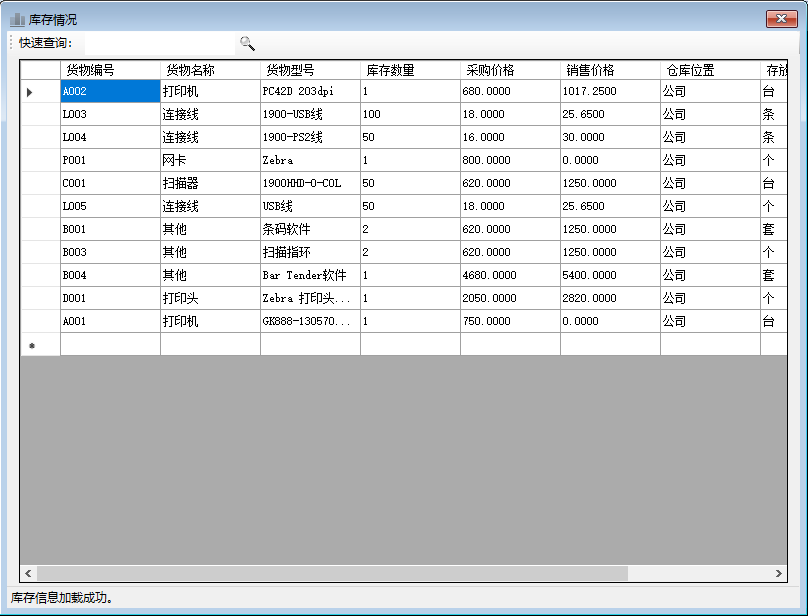 库存情况
快速查询:
货物编号 货物名称 货物型号 库存数量 采购价格 销售价格 仓库位置 存放
A002 打印机 PC42D 203dpi 1 680.0000 1017.2500 公司 台
L003 连接线 1900-USB线 100 18.0000 25.6500 公司 条
L004 连接线 1900-PS2线 50 16.0000 30.0000 公司 条
P001 网卡 Zebra 1 800.0000 0.0000 公司 个
C001 扫描器 1900HHD-0-COL 50 620.0000 1250.0000 公司 台
L005 连接线 USB线 50 18.0000 25.6500 公司 个
B001 其他 条码软件 2 620.0000 1250.0000 公司 套
B003 其他 扫描指环 2 620.0000 1250.0000 公司 个
B004 其他 Bar Tender软件 1 4680.0000 5400.0000 公司 套
D001 打印头 Zebra 打印头... 1 2050.0000 2820.0000 公司 个
A001 打印机 GK888-130570... 1 750.0000 0.0000 公司 台
库存信息加载成功。